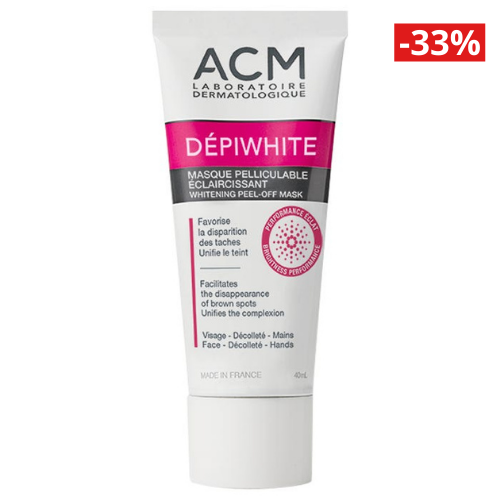 -33%
ACM
LABORATOIRE
DERMATOLOGIQUE
DÉPIWHITE
MASQUE PELLICULABLE
ÉCLAIRCISSANT
WHITENING PEEL-OFF MASK
Favorise
la disparition
des taches
Unifie le teint
PERFORMANCE ÉCLAT
BRIGHTNESS PERFORMANCE
Facilitates
the disappearance
of brown spots
Unifies the complexion
Visage - Décolleté - Mains
Face - Décolleté - Hands
MADE IN FRANCE
40mL